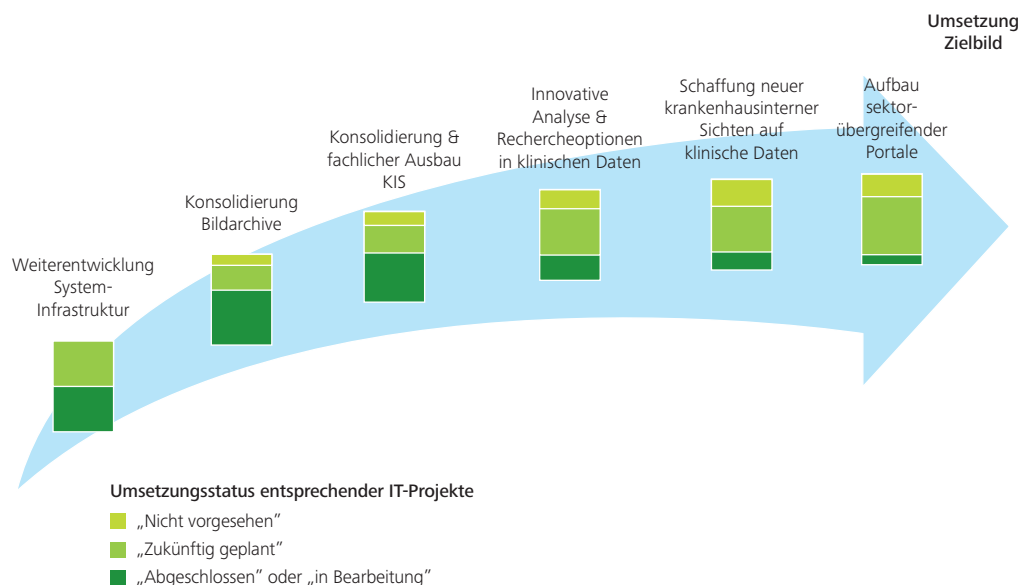 Umsetzung
Zielbild
Weiterentwicklung
System-
Infrastruktur
Konsolidierung
Bildarchive
Konsolidierung &
fachlicher Ausbau
KIS
Innovative
Analyse &
Rechercheoptionen
in klinischen Daten
Schaffung neuer
krankenhausinterner
Sichten auf
klinische Daten
Aufbau
sektor-
übergreifender
Portale
Umsetzungsstatus entsprechender IT-Projekte
„Nicht vorgesehen”
„Zukünftig geplant”
„Abgeschlossen” oder „in Bearbeitung”